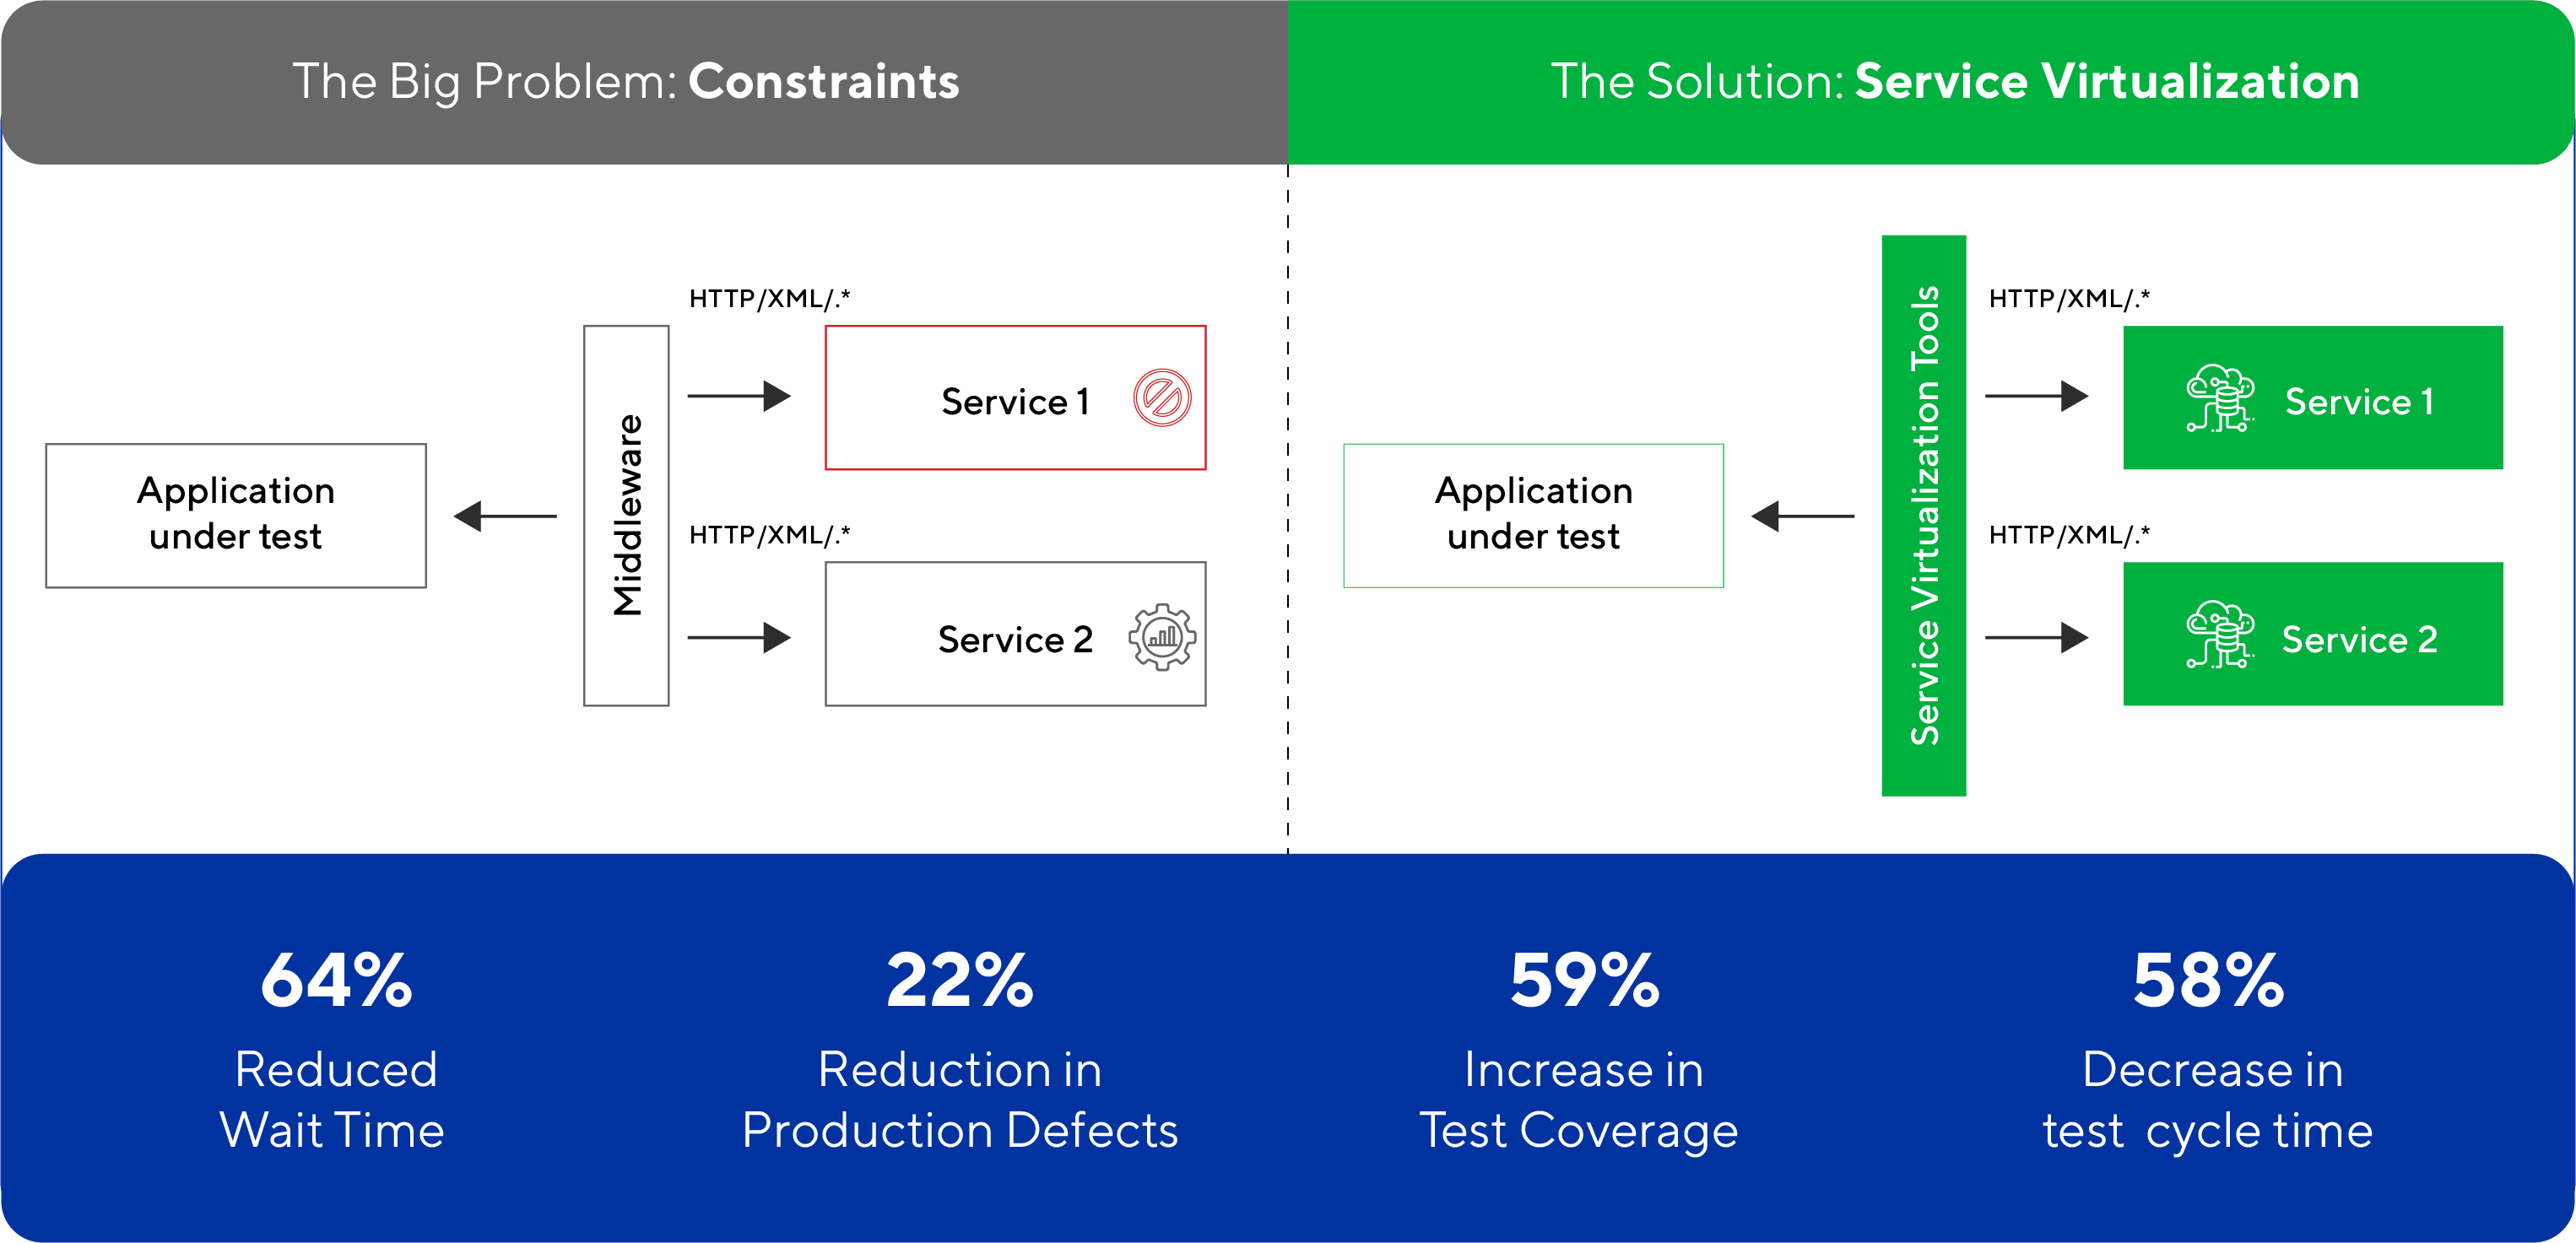 The Big Problem: Constraints
The Solution: Service Virtualization
HTTP/XML/.*
Service 1
Application
under test
Middleware
HTTP/XML/.*
Service 2
HTTP/XML/.*
Service 1
Application
under test
Service Virtualization Tools
HTTP/XML/.*
Service 2
64%
Reduced
Wait Time
22%
Reduction in
Production Defects
59%
Increase in
Test Coverage
58%
Decrease in
test cycle time